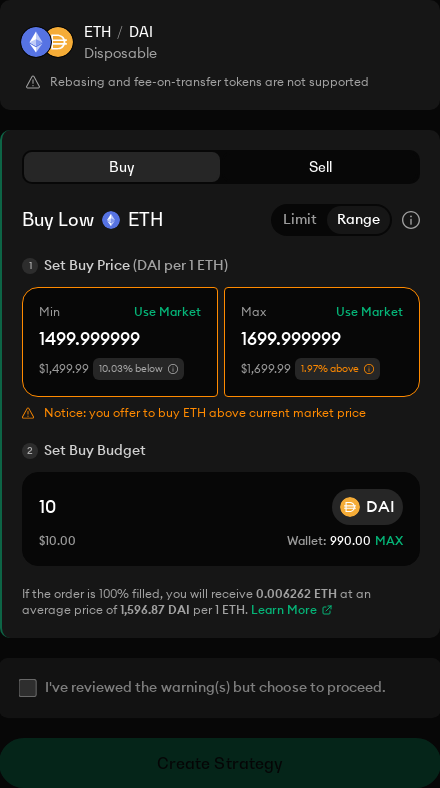 ETH / DAI
Disposable
Rebasing and fee-on-transfer tokens are not supported
Buy Sell
Buy Low ETH Limit Range
1 Set Buy Price (DAI per 1 ETH)
Min Use Market Max Use Market
1499.999999 1699.999999
$1,499.99 10.03% below $1,699.99 1.97% above
Notice: you offer to buy ETH above current market price
2 Set Buy Budget
10 DAI
$10.00 Wallet: 990.00 MAX
If the order is 100% filled, you will receive 0.006262 ETH at an
average price of 1,596.87 DAI per 1 ETH. Learn More
I've reviewed the warning(s) but choose to proceed.
Create Strategy